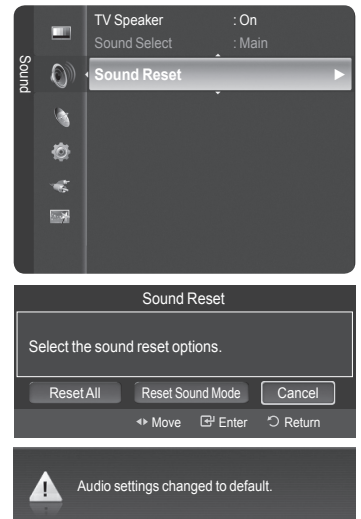 Sound
TV Speaker : On
Sound Select : Main
Sound Reset
Sound Reset
Select the sound reset options.
Reset All Reset Sound Mode Cancel
Move Enter Return
Audio settings changed to default.